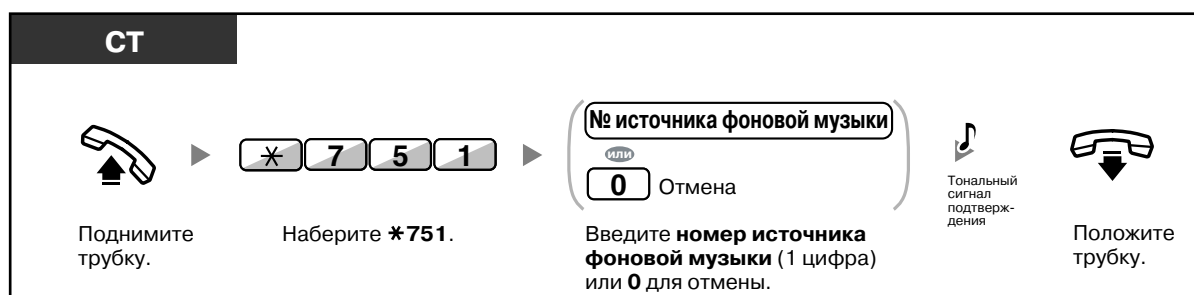 СТ
✱ 7 5 1
№ источника фоновой музыки
или
0 Отмена
Тональный
сигнал
подтверж-
дения
Поднимите
трубку.
Наберите ✱751.
Введите номер источника
фоновой музыки (1 цифра)
или 0 для отмены.
Положите
трубку.